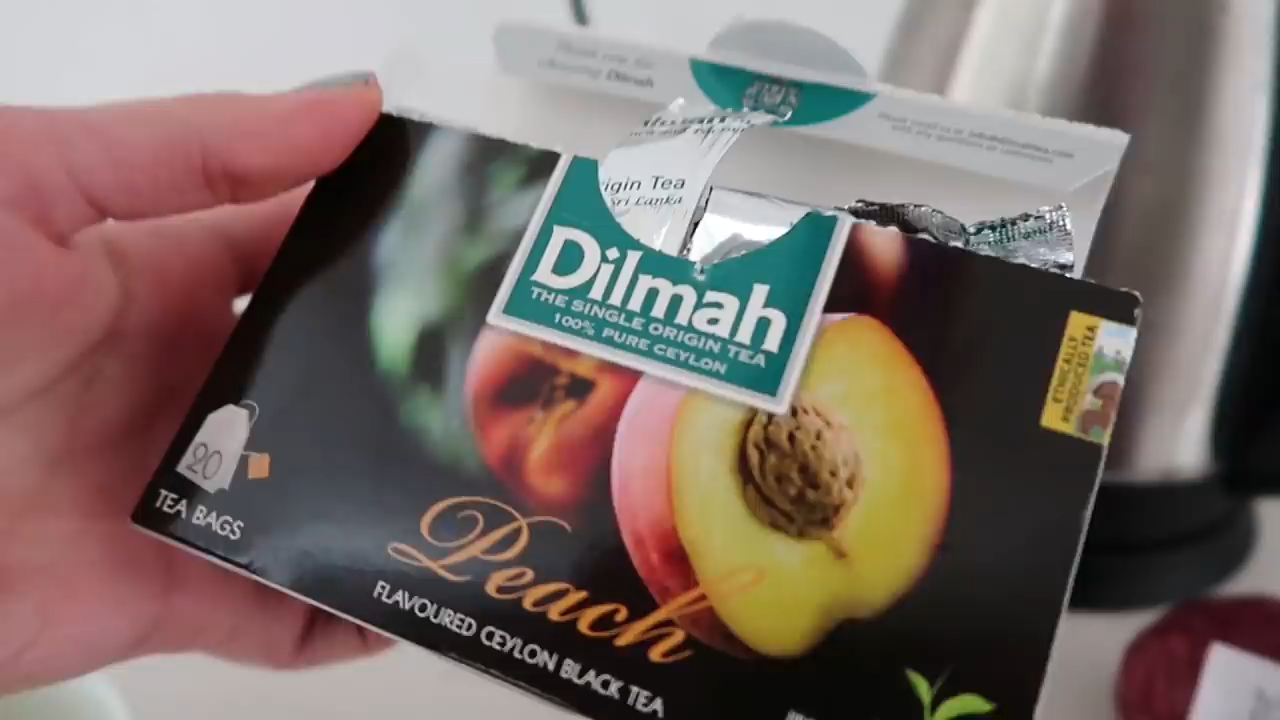 Thank you for
choosing Dilmah
igin Tea
Sri Lanka
Dilmah
THE SINGLE ORIGIN TEA
100% PURE CEYLON
ETHICALLY
PRODUCED TEA
20
TEA BAGS
Peach
FLAVOURED CEYLON BLACK TEA